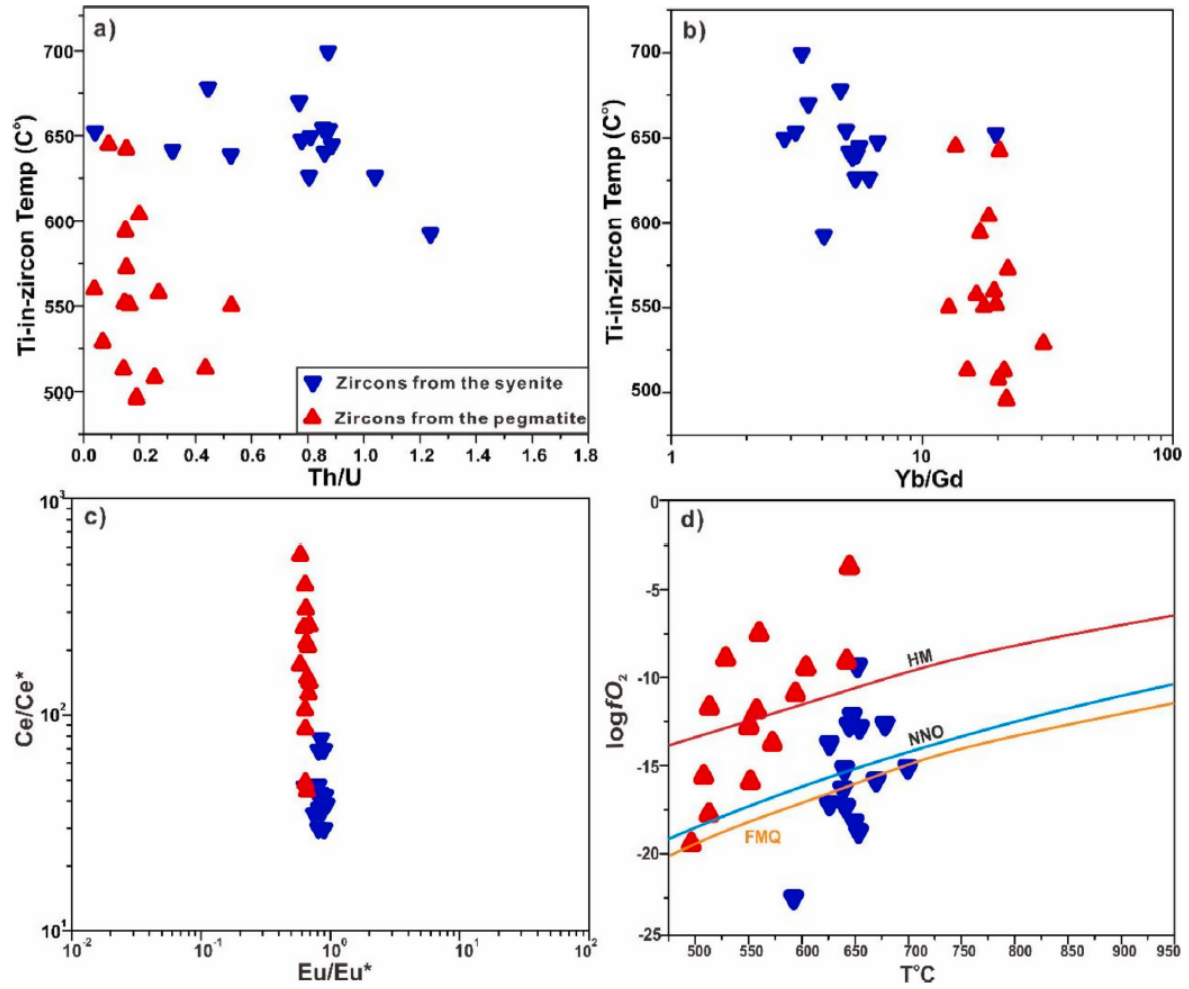 a)
700
650
600
550
500
Ti-in-zircon Temp (C°)
Zircons from the syenite
Zircons from the pegmatite
0.0 0.2 0.4 0.6 0.8 1.0 1.2 1.4 1.6 1.8
Th/U
b)
700
650
600
550
500
Ti-in-zircon Temp (C°)
1 10 100
Yb/Gd
c)
10³
10²
10¹
Ce/Ce*
10⁻² 10⁻¹ 10⁰ 10¹ 10²
Eu/Eu*
d)
0
-5
-10
-15
-20
-25
logfO₂
HM
NNO
FMQ
500 550 600 650 700 750 800 850 900 950
T°C